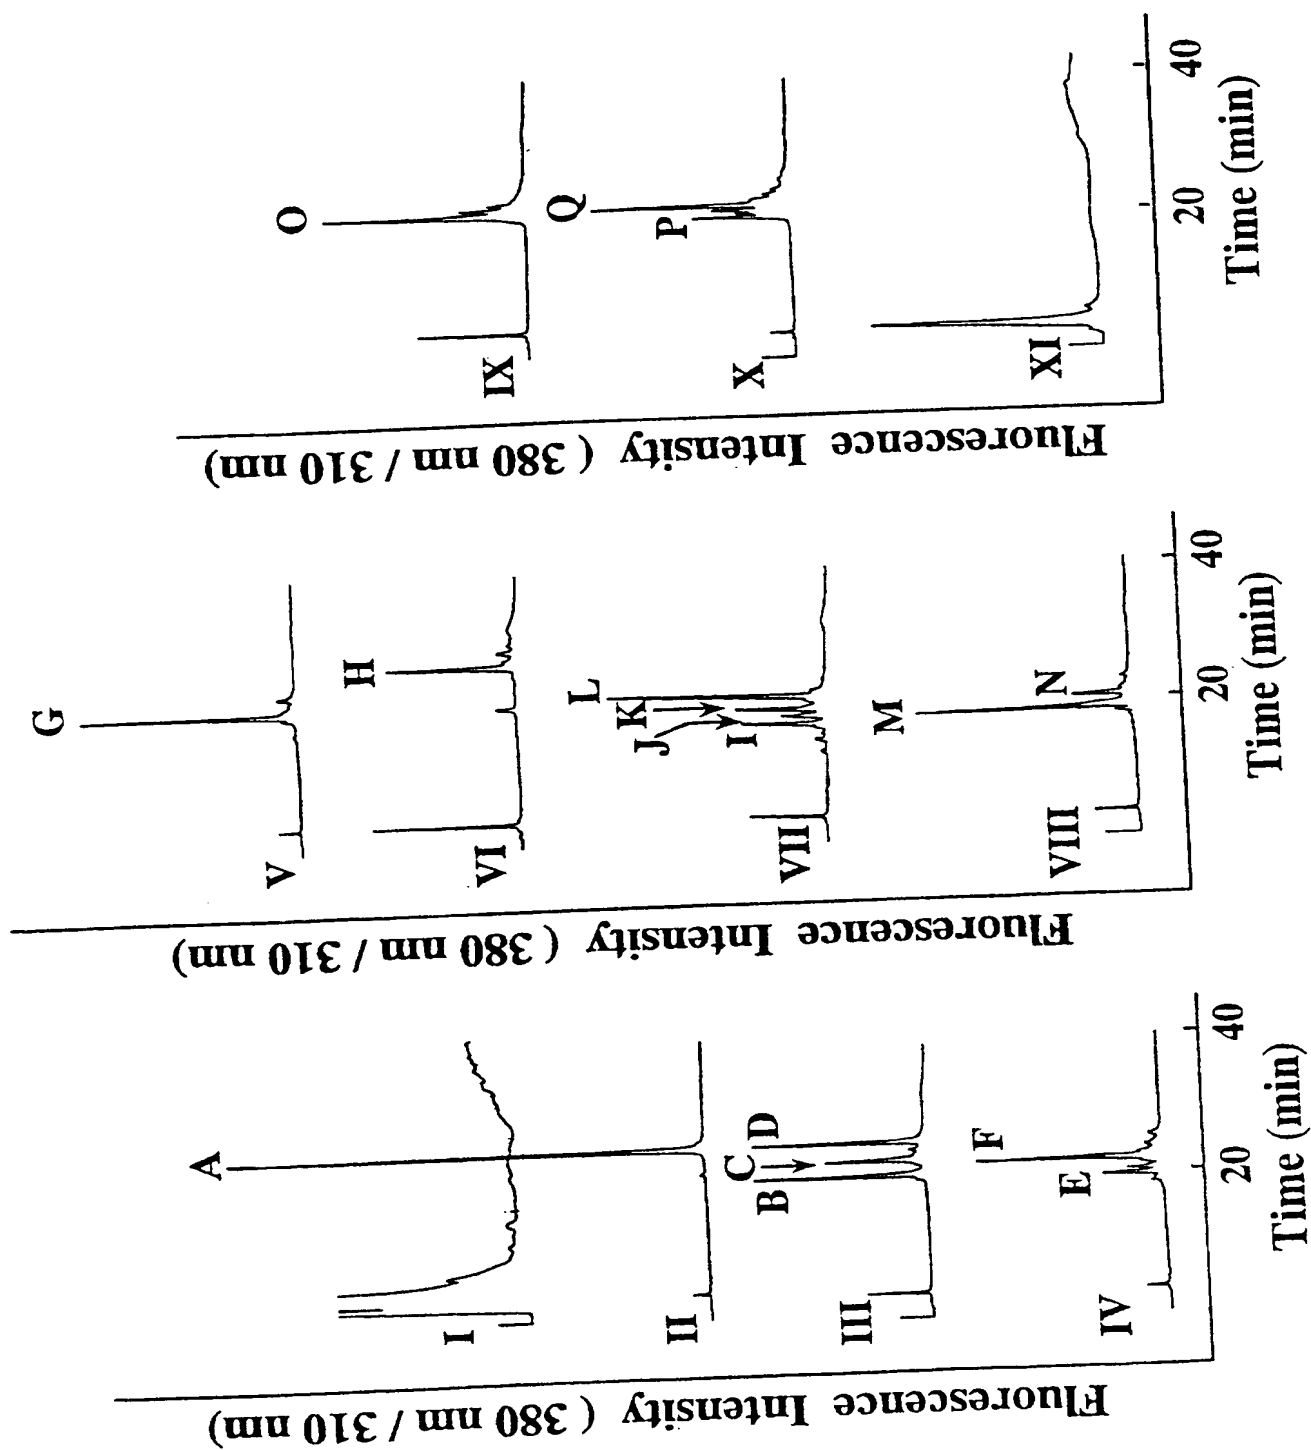 Fluorescence Intensity ( 380 nm / 310 nm)
I
II
A
III
B
C
D
IV
E
F
20
40
Time (min)
Fluorescence Intensity ( 380 nm / 310 nm)
V
G
VI
H
VII
I
J
K
L
VIII
M
N
20
40
Time (min)
Fluorescence Intensity ( 380 nm / 310 nm)
IX
O
X
P
Q
XI
20
40
Time (min)